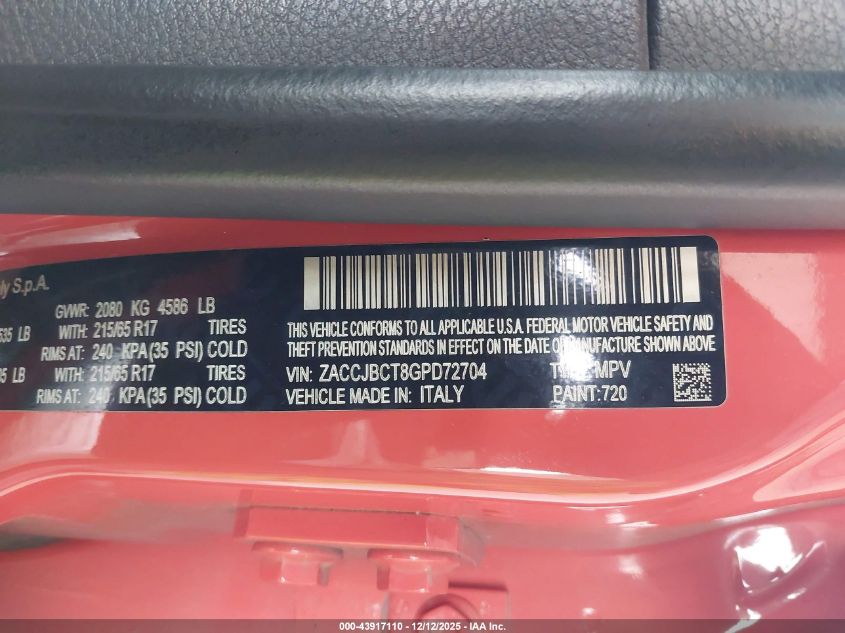 ly S.p.A.
GVWR: 2080 KG 4586 LB
535 LB WITH: 215/65 R17 TIRES
RIMS AT: 240 KPA (35 PSI) COLD
LB WITH: 215/65 R17 TIRES
RIMS AT: 240 KPA (35 PSI) COLD
THIS VEHICLE CONFORMS TO ALL APPLICABLE U.S.A. FEDERAL MOTOR VEHICLE SAFETY AND
THEFT PREVENTION STANDARDS IN EFFECT ON THE DATE OF MANUFACTURE SHOWN ABOVE
VIN: ZACCJBCT8GPD72704 MPV
VEHICLE MADE IN: ITALY PAINT:720
000-43917110 - 12/12/2025 - IAA Inc.